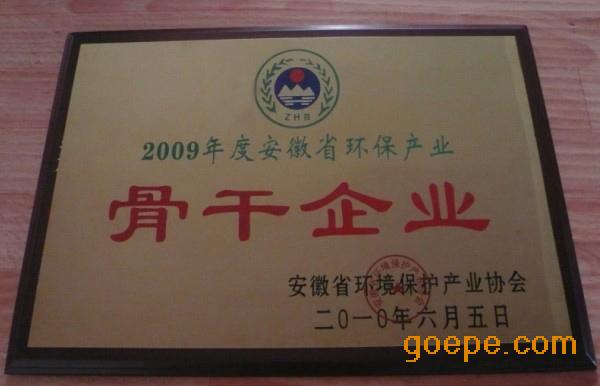 ZHB
2009年度安徽省环保产业
骨干企业
安徽省环境保护产业协会
二〇一〇年六月五日
goepe.com